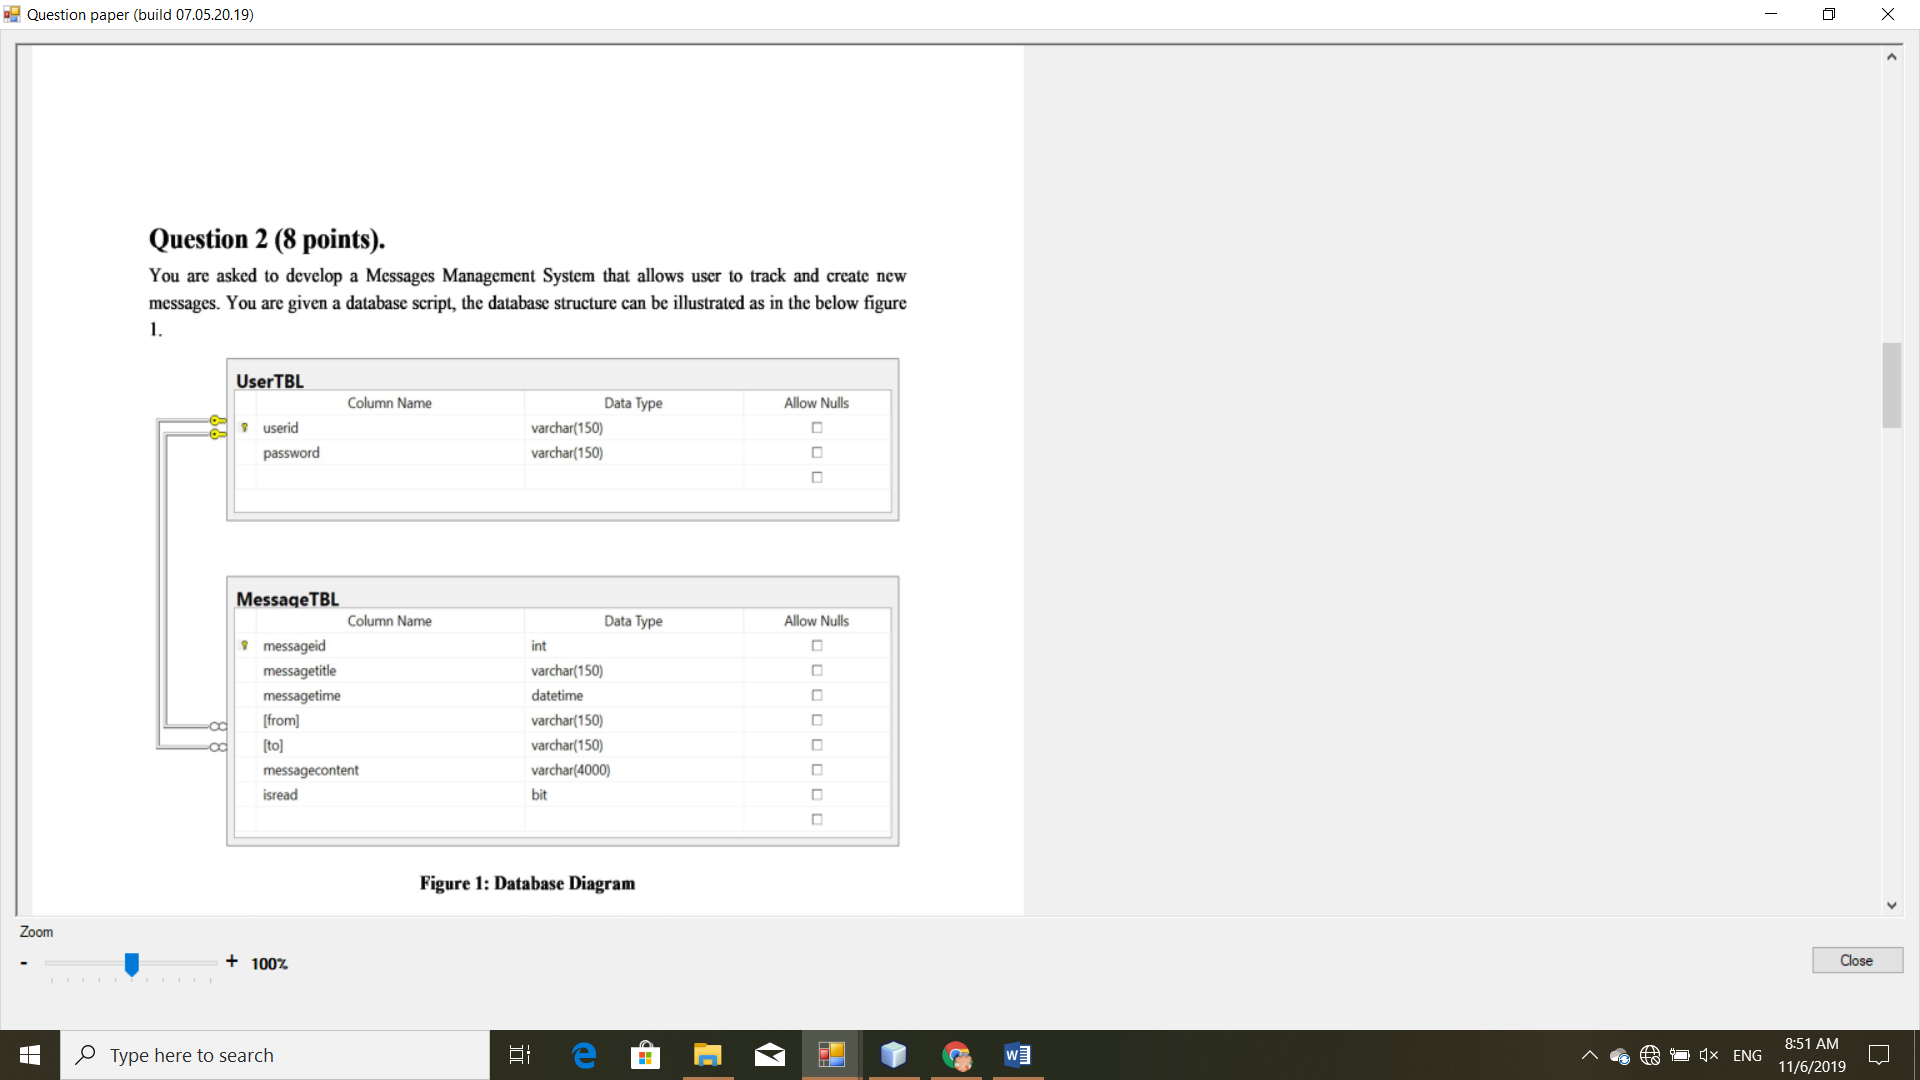 Question paper (build 07.05.20.19)
Question 2 (8 points).
You are asked to develop a Messages Management System that allows user to track and create new
messages. You are given a database script, the database structure can be illustrated as in the below figure
1.
UserTBL
Column Name Data Type Allow Nulls
userid varchar(150)
password varchar(150)
MessageTBL
Column Name Data Type Allow Nulls
messageid int
messagetitle varchar(150)
messagetime datetime
[from] varchar(150)
[to] varchar(150)
messagecontent varchar(4000)
isread bit
Figure 1: Database Diagram
Zoom
- + 100%
Close
Type here to search
ENG
8:51 AM
11/6/2019